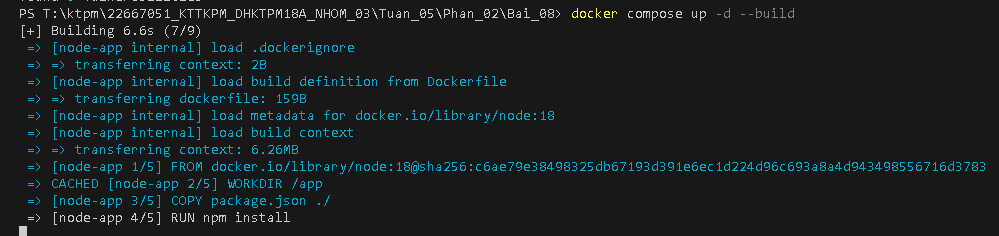 PS T:\ktpm\22667051_KTTKPM_DHKTPM18A_NHOM_03\Tuan_05\Phan_02\Bai_08> docker compose up -d --build
[+] Building 6.6s (7/9)
=> [node-app internal] load .dockerignore
=> => transferring context: 2B
=> [node-app internal] load build definition from Dockerfile
=> => transferring dockerfile: 159B
=> [node-app internal] load metadata for docker.io/library/node:18
=> [node-app internal] load build context
=> => transferring context: 6.26MB
=> [node-app 1/5] FROM docker.io/library/node:18@sha256:c6ae79e38498325db67193d391e6ec1d224d96c693a8a4d943498556716d3783
=> CACHED [node-app 2/5] WORKDIR /app
=> [node-app 3/5] COPY package.json ./
=> [node-app 4/5] RUN npm install